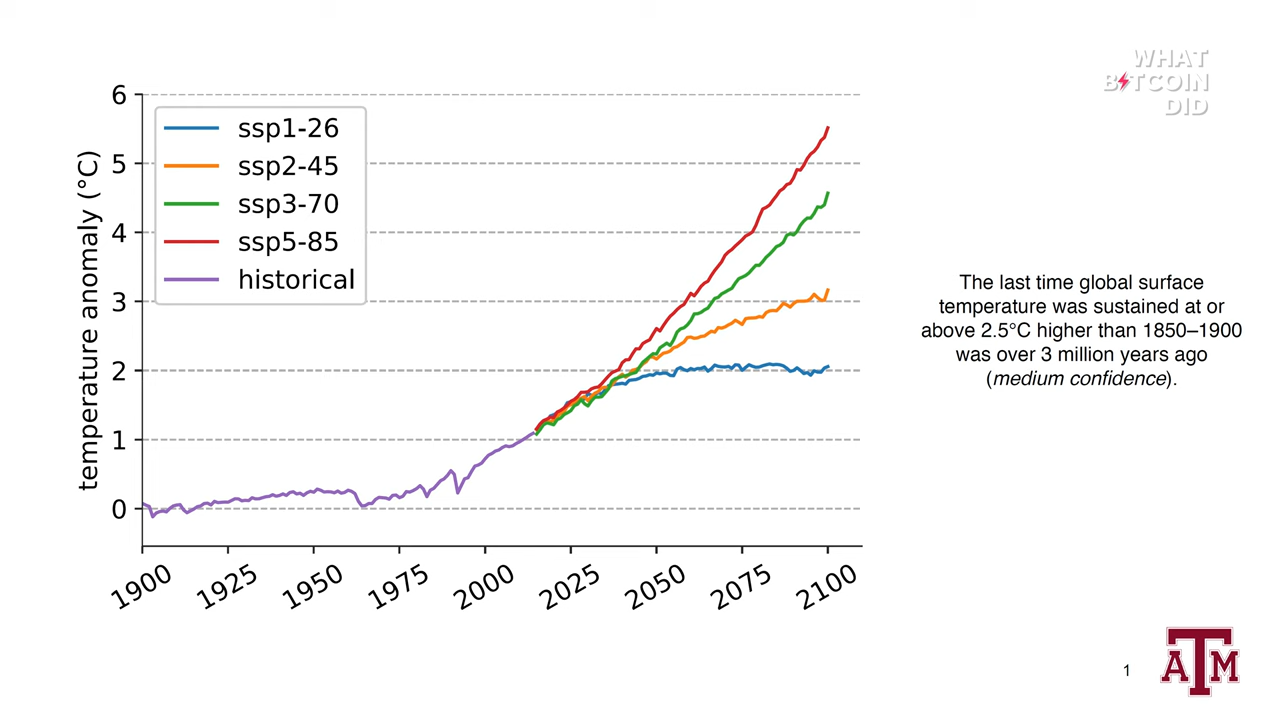 WHAT
B TCOIN
DID
6
5
4
3
2
1
0
temperature anomaly (°C)
ssp1-26
ssp2-45
ssp3-70
ssp5-85
historical
1900
1925
1950
1975
2000
2025
2050
2075
2100
The last time global surface
temperature was sustained at or
above 2.5°C higher than 1850–1900
was over 3 million years ago
(medium confidence).
1
ATM